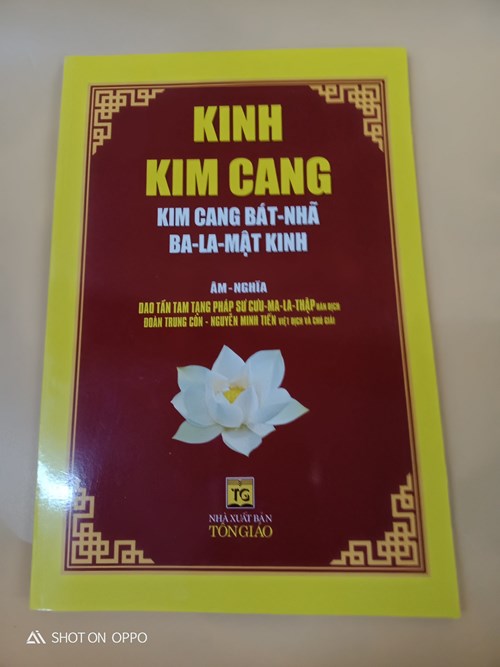 KINH
KIM CANG
KIM CANG BÁT-NHÃ
BA-LA-MẬT KINH
ÂM-NGHĨA
DAO TẦN TAM TẠNG PHÁP SƯ CƯU-MA-LA-THẬP HÁN DỊCH
ĐOÀN TRUNG CÒN - NGUYỄN MINH TIẾN VIỆT DỊCH VÀ CHÚ GIẢI
TG
NHÀ XUẤT BẢN
TÔN GIÁO
SHOT ON OPPO